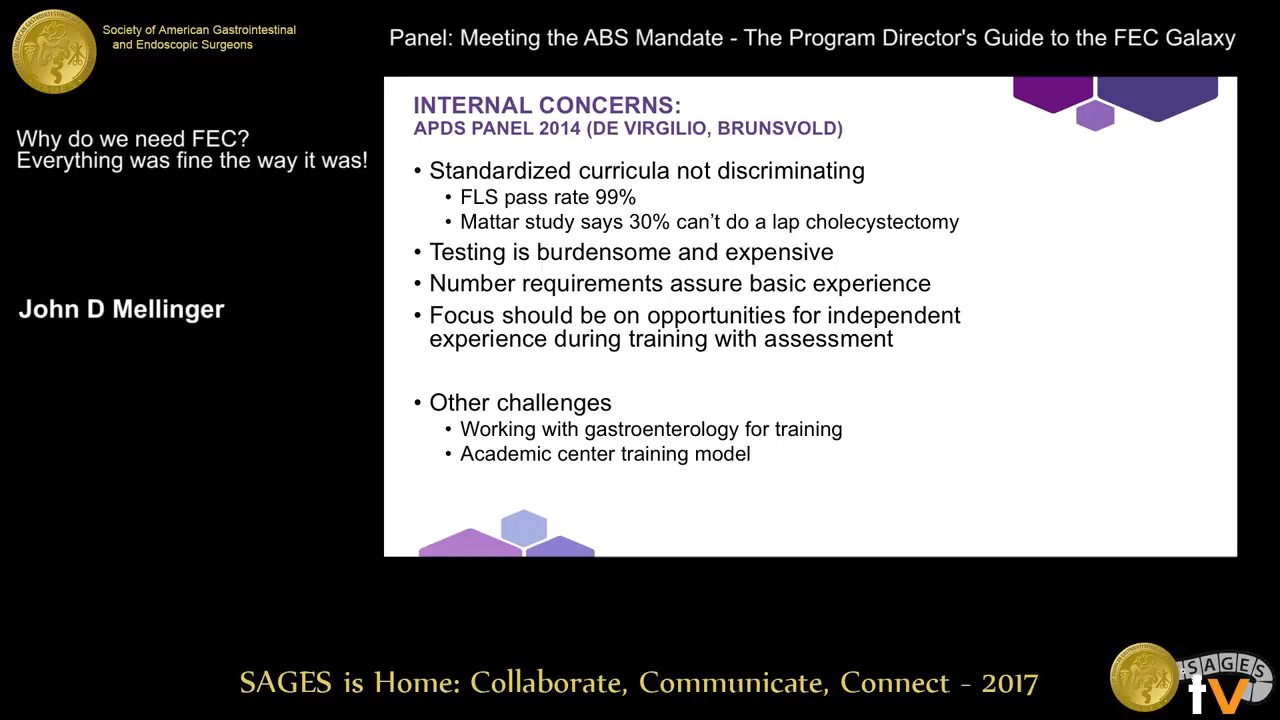 Society of American Gastrointestinal
and Endoscopic Surgeons
Panel: Meeting the ABS Mandate - The Program Director's Guide to the FEC Galaxy
Why do we need FEC?
Everything was fine the way it was!
John D Mellinger
INTERNAL CONCERNS:
APDS PANEL 2014 (DE VIRGILIO, BRUNSVOLD)
• Standardized curricula not discriminating
• FLS pass rate 99%
• Mattar study says 30% can't do a lap cholecystectomy
• Testing is burdensome and expensive
• Number requirements assure basic experience
• Focus should be on opportunities for independent
experience during training with assessment
• Other challenges
• Working with gastroenterology for training
• Academic center training model
SAGES is Home: Collaborate, Communicate, Connect - 2017
SAGES
tv